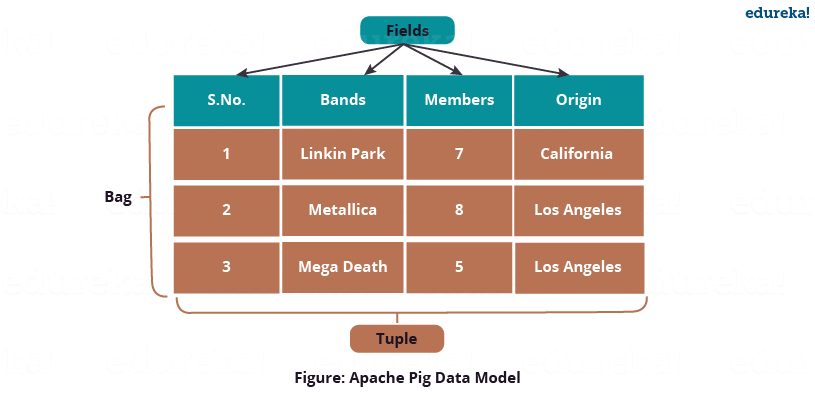 edureka!
Fields
S.No. Bands Members Origin
1 Linkin Park 7 California
Bag
2 Metallica 8 Los Angeles
3 Mega Death 5 Los Angeles
Tuple
Figure: Apache Pig Data Model